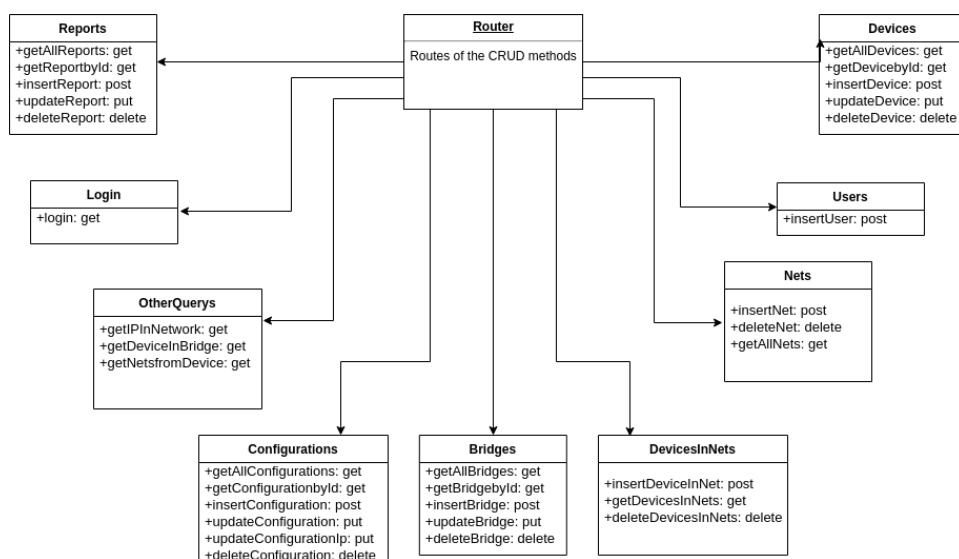 Reports
+getAllReports: get
+getReportbyId: get
+insertReport: post
+updateReport: put
+deleteReport: delete
Router
Routes of the CRUD methods
Devices
+getAllDevices: get
+getDevicebyId: get
+insertDevice: post
+updateDevice: put
+deleteDevice: delete
Login
+login: get
Users
+insertUser: post
OtherQuerys
+getIPInNetwork: get
+getDeviceInBridge: get
+getNetsfromDevice: get
Nets
+insertNet: post
+deleteNet: delete
+getAllNets: get
Configurations
+getAllConfigurations: get
+getConfigurationbyId: get
+insertConfiguration: post
+updateConfiguration: put
+updateConfigurationIp: put
+deleteConfiguration: delete
Bridges
+getAllBridges: get
+getBridgebyId: get
+insertBridge: post
+updateBridge: put
+deleteBridge: delete
DevicesInNets
+insertDeviceInNet: post
+getDevicesInNets: get
+deleteDevicesInNets: delete